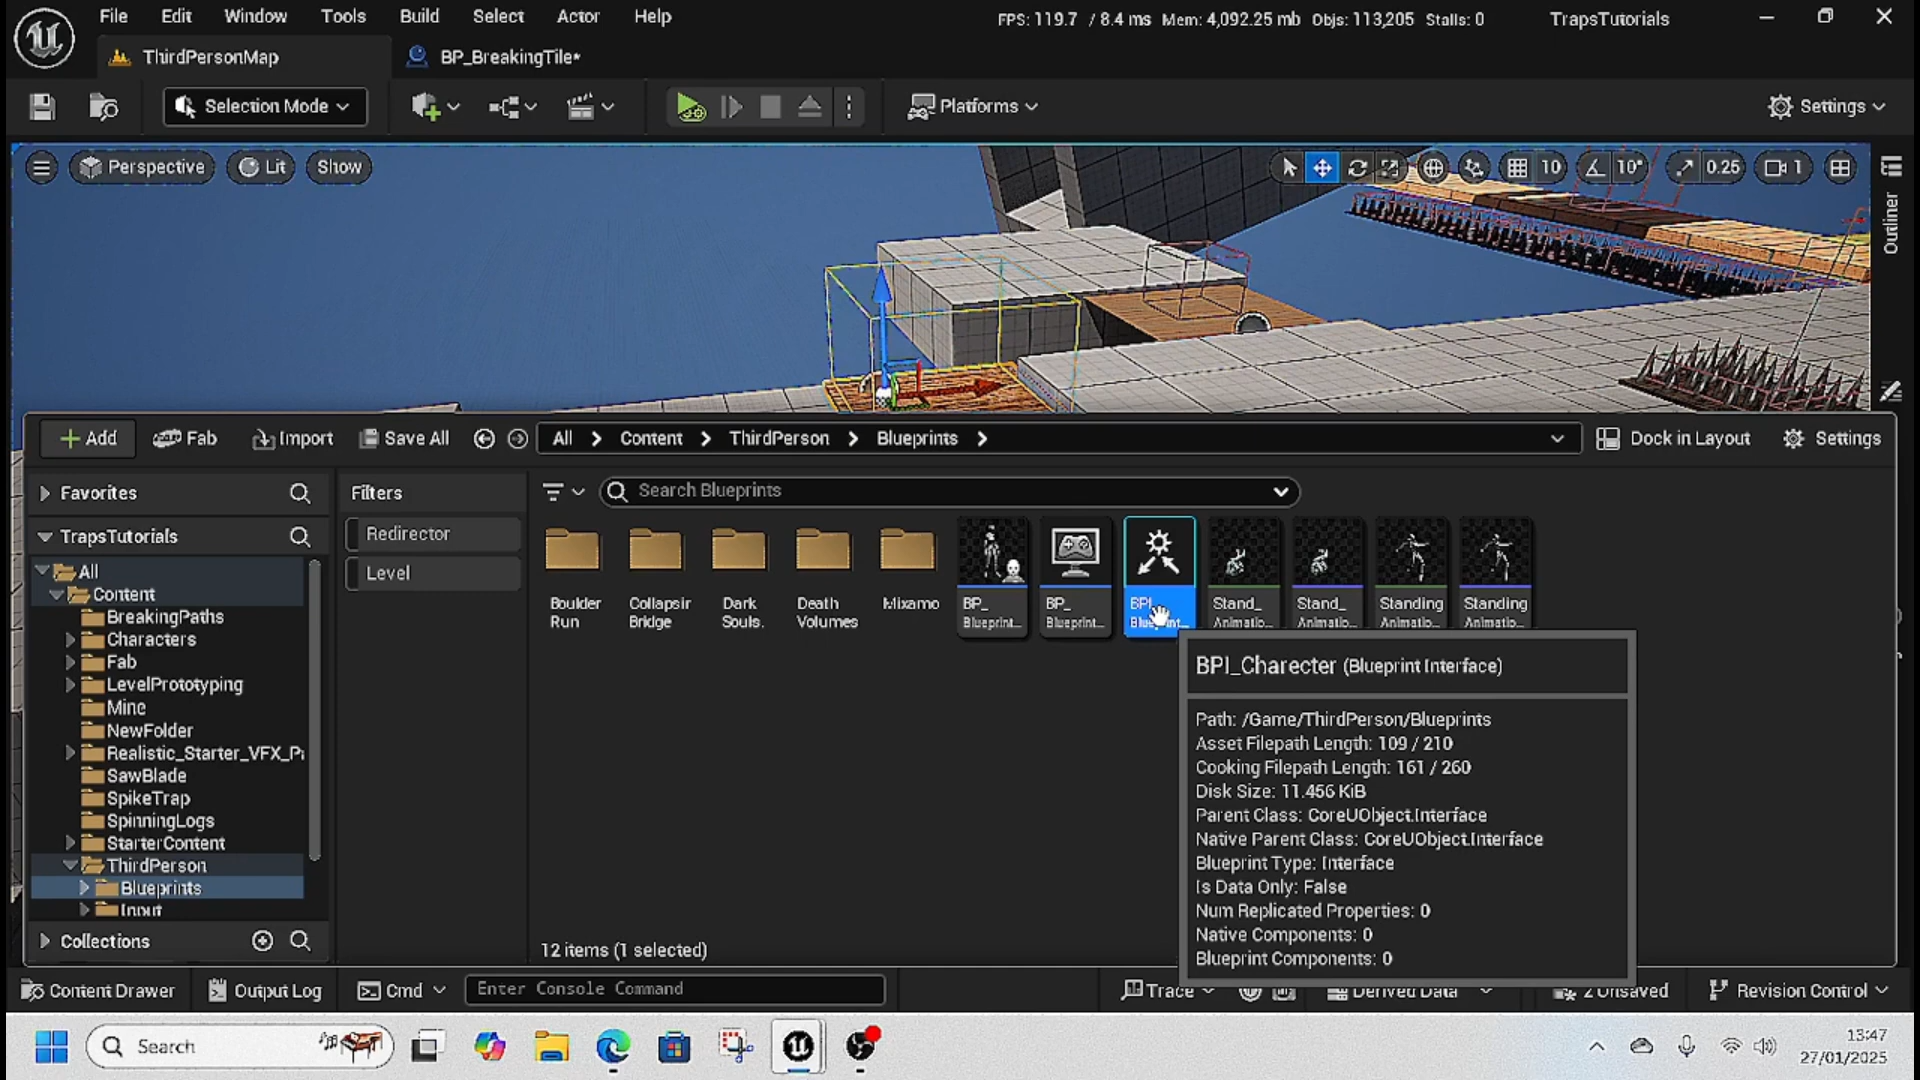 File Edit Window Tools Build Select Actor Help
FPS: 119.7 / 8.4 ms Mem: 4,092.25 mb Objs: 113,205 Stalls: 0
TrapsTutorials
ThirdPersonMap
BP_BreakingTile*
Selection Mode
Platforms
Settings
Perspective
Lit
Show
10
10°
0.25
1
Outliner
Add
Fab
Import
Save All
All > Content > ThirdPerson > Blueprints >
Dock in Layout
Settings
Favorites
Filters
Search Blueprints
Redirector
Level
TrapsTutorials
All
Content
BreakingPaths
Characters
Fab
LevelPrototyping
Mine
NewFolder
Realistic_Starter_VFX_P
SawBlade
SpikeTrap
SpinningLogs
StarterContent
ThirdPerson
Blueprints
Input
Collections
Boulder
Run
Collapsir
Bridge
Dark
Souls.
Death
Volumes
Mixamo
BP_
Blueprint...
BP_
Blueprint...
BPI_
Blueprint...
Stand_
Animatio...
Stand_
Animatio...
Standing
Animatio...
Standing
Animatio...
BPI_Charecter (Blueprint Interface)
Path: /Game/ThirdPerson/Blueprints
Asset Filepath Length: 109 / 210
Cooking Filepath Length: 161 / 260
Disk Size: 11.456 KiB
Parent Class: CoreUObject.Interface
Native Parent Class: CoreUObject.Interface
Blueprint Type: Interface
Is Data Only: False
Num Replicated Properties: 0
Native Components: 0
Blueprint Components: 0
12 items (1 selected)
Content Drawer
Output Log
Cmd
Enter Console Command
Trace
Derived Data
2 Unsaved
Revision Control
Search
13:47
27/01/2025